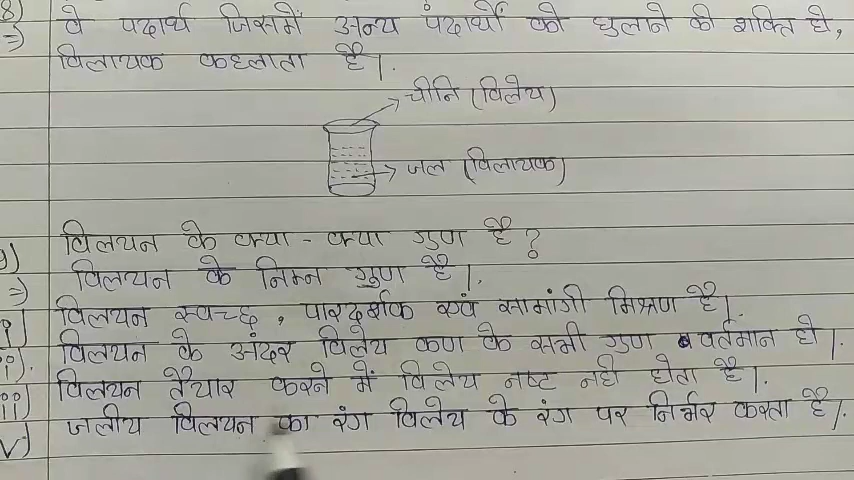 8)
⇒ वे पदार्थ जिसमें अन्य पदार्थों को घुलाने की शक्ति हो,
विलायक कहलाता है।
चीनि (विलेय)
जल (विलायक)
9) विलयन के क्या - क्या गुण है?
⇒ विलयन के निम्न गुण है।
i) विलयन स्वच्छ, पारदर्शक एवं सामांगी मिश्रण है।
ii) विलयन के अंदर विलेय कण के सभी गुण वर्तमान हो।
iii) विलयन तैयार करने में विलेय नष्ट नही होता है।
iv) जलीय विलयन का रंग विलेय के रंग पर निर्भर करता है।